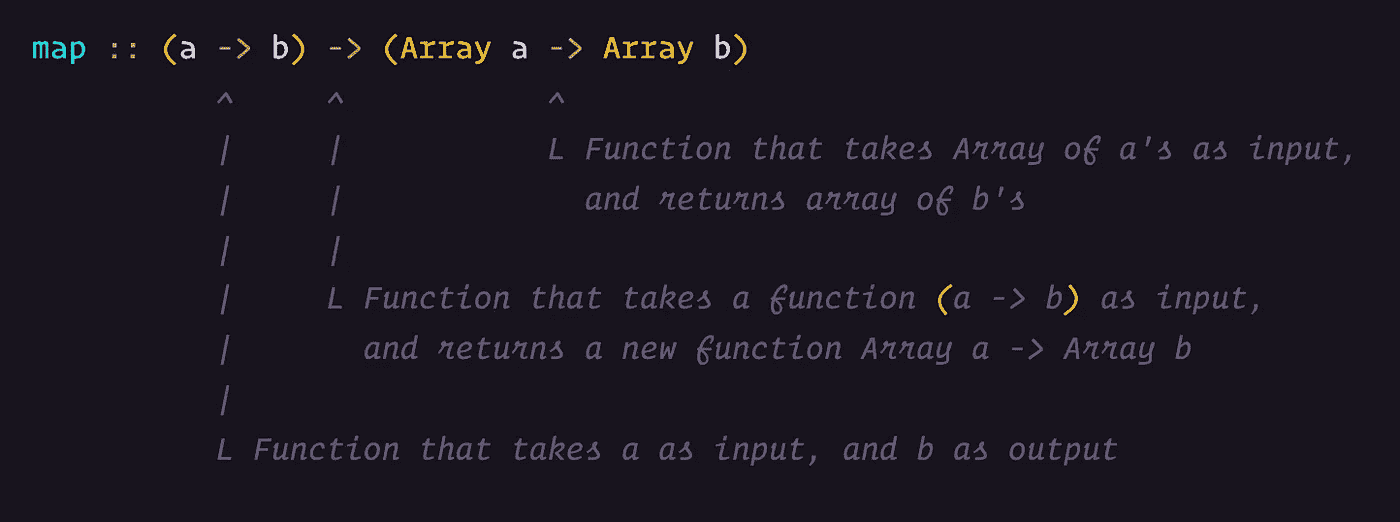 map :: (a -> b) -> (Array a -> Array b)
^ ^ ^
| | L Function that takes Array of a's as input,
| | and returns array of b's
| |
| L Function that takes a function (a -> b) as input,
| and returns a new function Array a -> Array b
|
L Function that takes a as input, and b as output